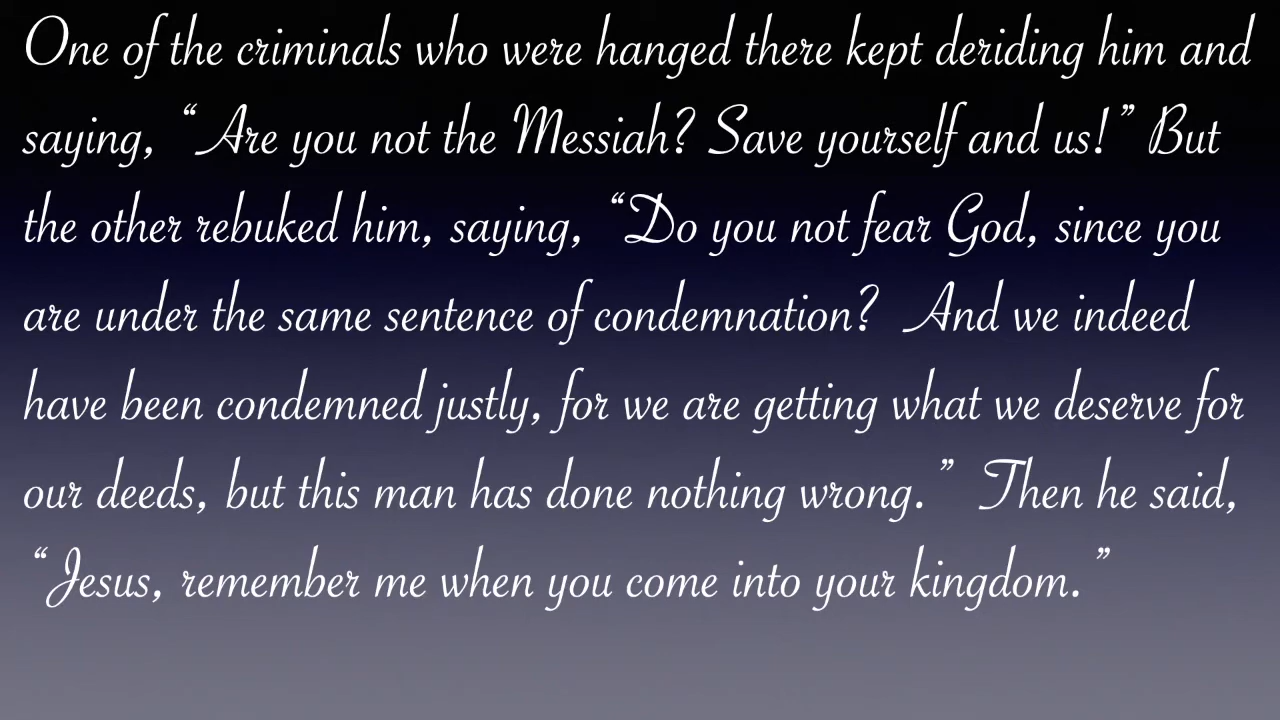 One of the criminals who were hanged there kept deriding him and
saying, “Are you not the Messiah? Save yourself and us!” But
the other rebuked him, saying, “Do you not fear God, since you
are under the same sentence of condemnation? And we indeed
have been condemned justly, for we are getting what we deserve for
our deeds, but this man has done nothing wrong.” Then he said,
“Jesus, remember me when you come into your kingdom.”